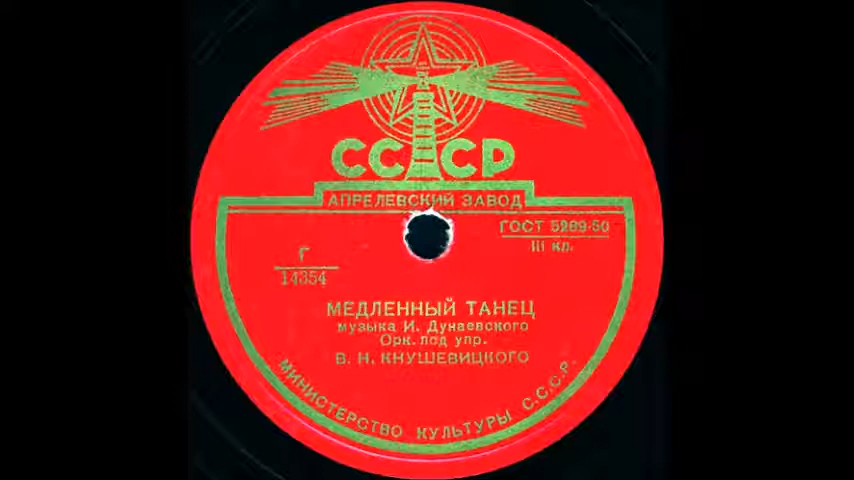 СССР
АПРЕЛЕВСКИЙ ЗАВОД
ГОСТ 5289-50
III кл.
Г
14354
МЕДЛЕННЫЙ ТАНЕЦ
музыка И. Дунаевского
Орк. под упр.
В. Н. КНУШЕВИЦКОГО
МИНИСТЕРСТВО КУЛЬТУРЫ С.С.С.Р.